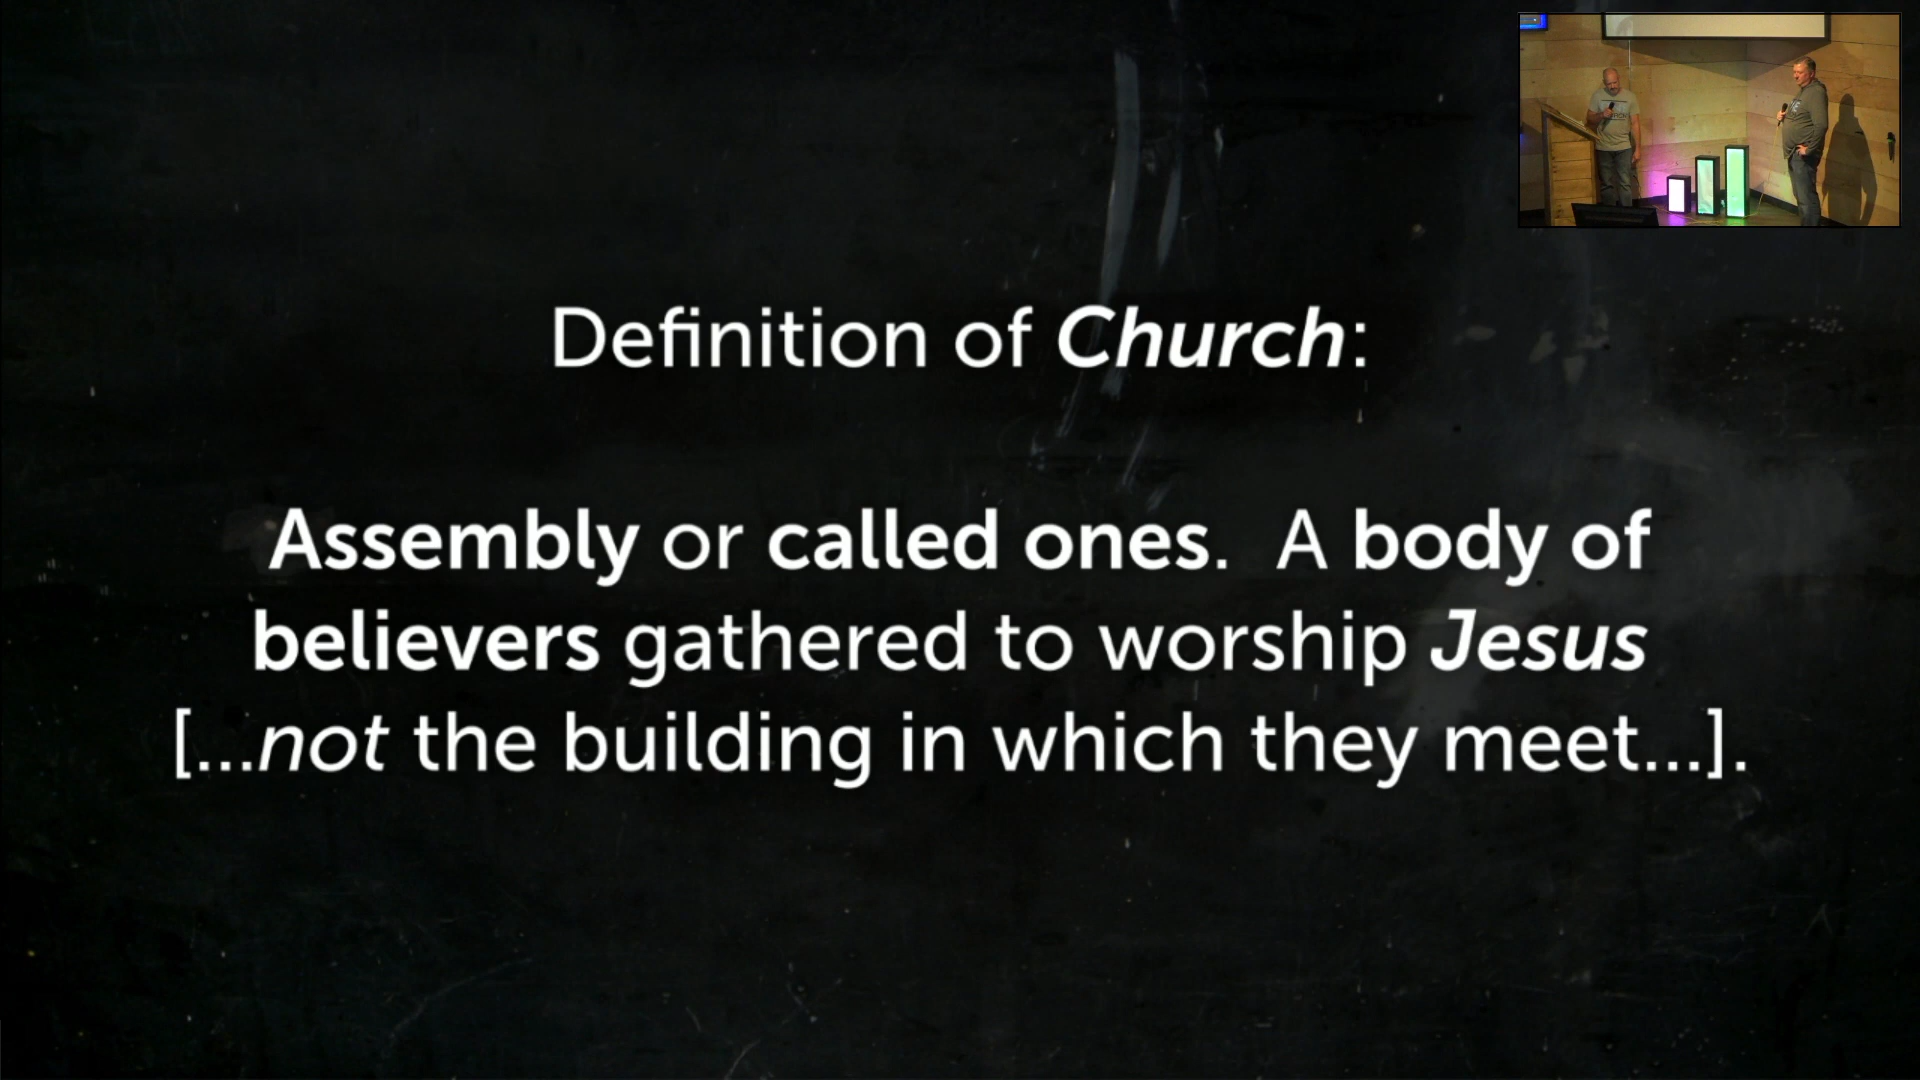 Definition of Church:
Assembly or called ones. A body of
believers gathered to worship Jesus
[...not the building in which they meet...].